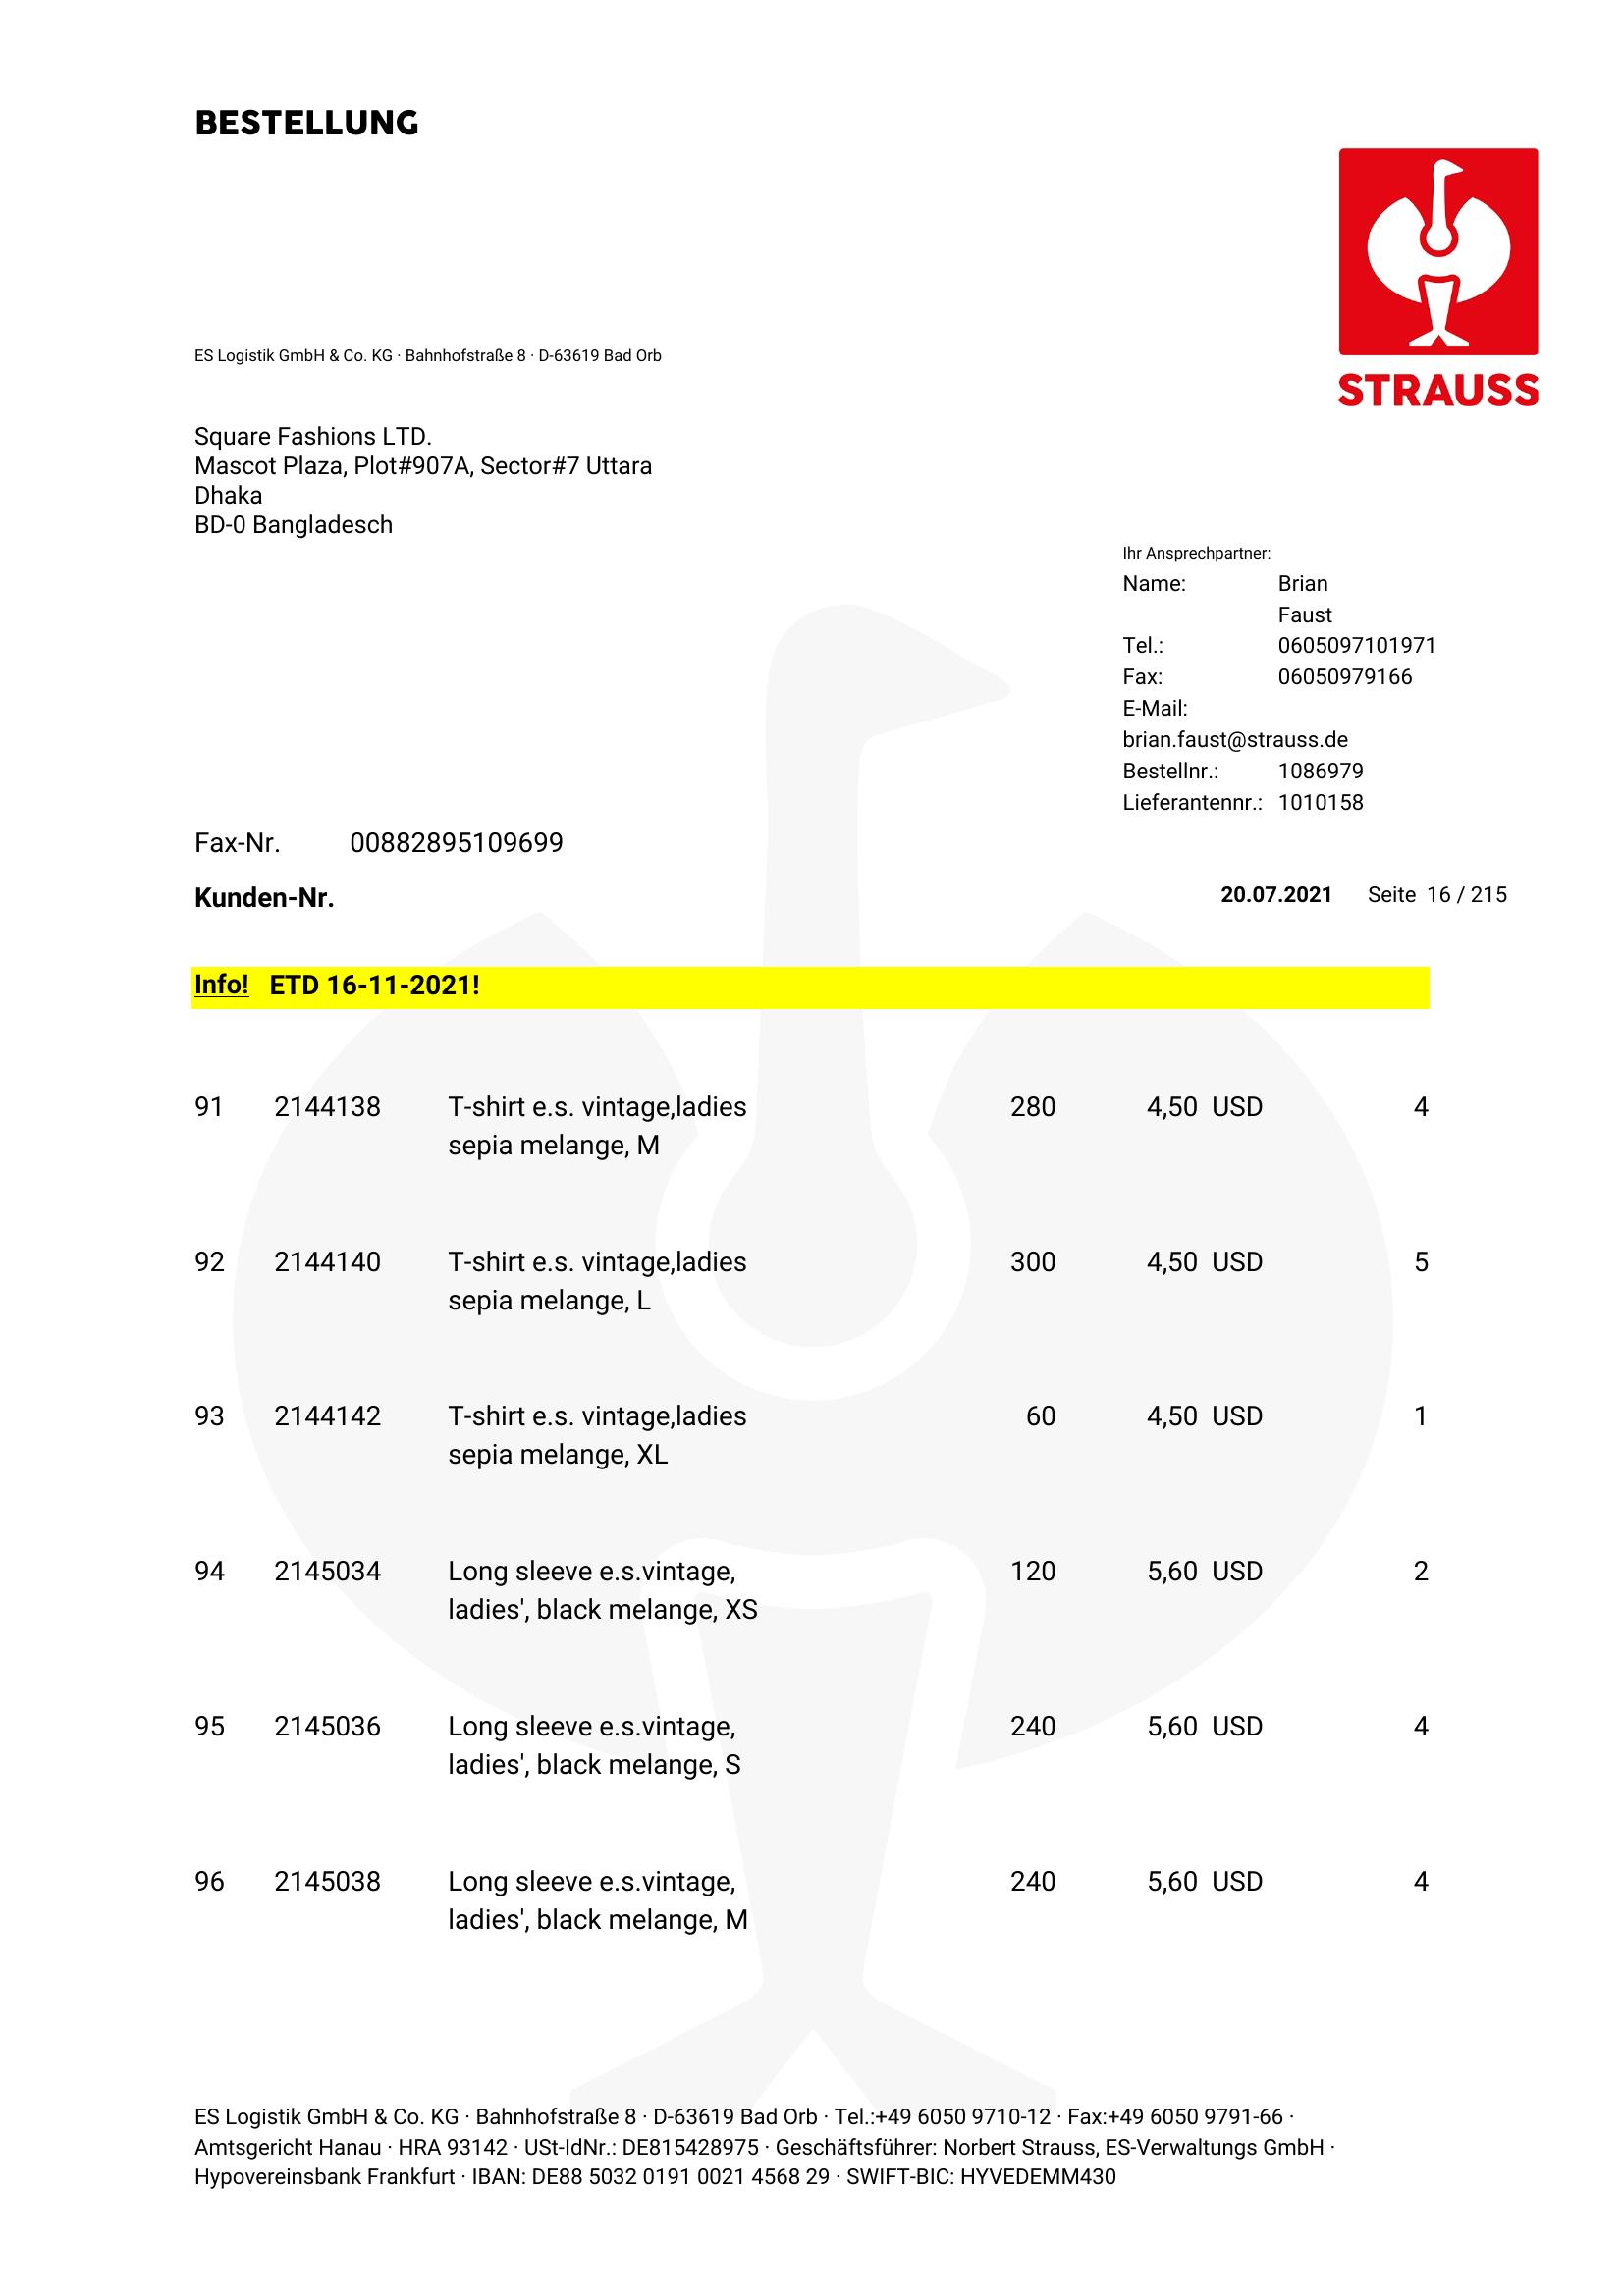 BESTELLUNG
STRAUSS
ES Logistik GmbH & Co. KG · Bahnhofstraße 8 · D-63619 Bad Orb
Square Fashions LTD.
Mascot Plaza, Plot#907A, Sector#7 Uttara
Dhaka
BD-0 Bangladesch
Ihr Ansprechpartner:
Name: Brian
Faust
Tel.: 0605097101971
Fax: 06050979166
E-Mail:
brian.faust@strauss.de
Bestellnr.: 1086979
Lieferantennr.: 1010158
Fax-Nr. 00882895109699
Kunden-Nr. 20.07.2021 Seite 16 / 215
Info! ETD 16-11-2021!
91 2144138 T-shirt e.s. vintage,ladies 280 4,50 USD 4
sepia melange, M
92 2144140 T-shirt e.s. vintage,ladies 300 4,50 USD 5
sepia melange, L
93 2144142 T-shirt e.s. vintage,ladies 60 4,50 USD 1
sepia melange, XL
94 2145034 Long sleeve e.s.vintage, 120 5,60 USD 2
ladies', black melange, XS
95 2145036 Long sleeve e.s.vintage, 240 5,60 USD 4
ladies', black melange, S
96 2145038 Long sleeve e.s.vintage, 240 5,60 USD 4
ladies', black melange, M
ES Logistik GmbH & Co. KG · Bahnhofstraße 8 · D-63619 Bad Orb · Tel.:+49 6050 9710-12 · Fax:+49 6050 9791-66 ·
Amtsgericht Hanau · HRA 93142 · USt-IdNr.: DE815428975 · Geschäftsführer: Norbert Strauss, ES-Verwaltungs GmbH ·
Hypovereinsbank Frankfurt · IBAN: DE88 5032 0191 0021 4568 29 · SWIFT-BIC: HYVEDEMM430